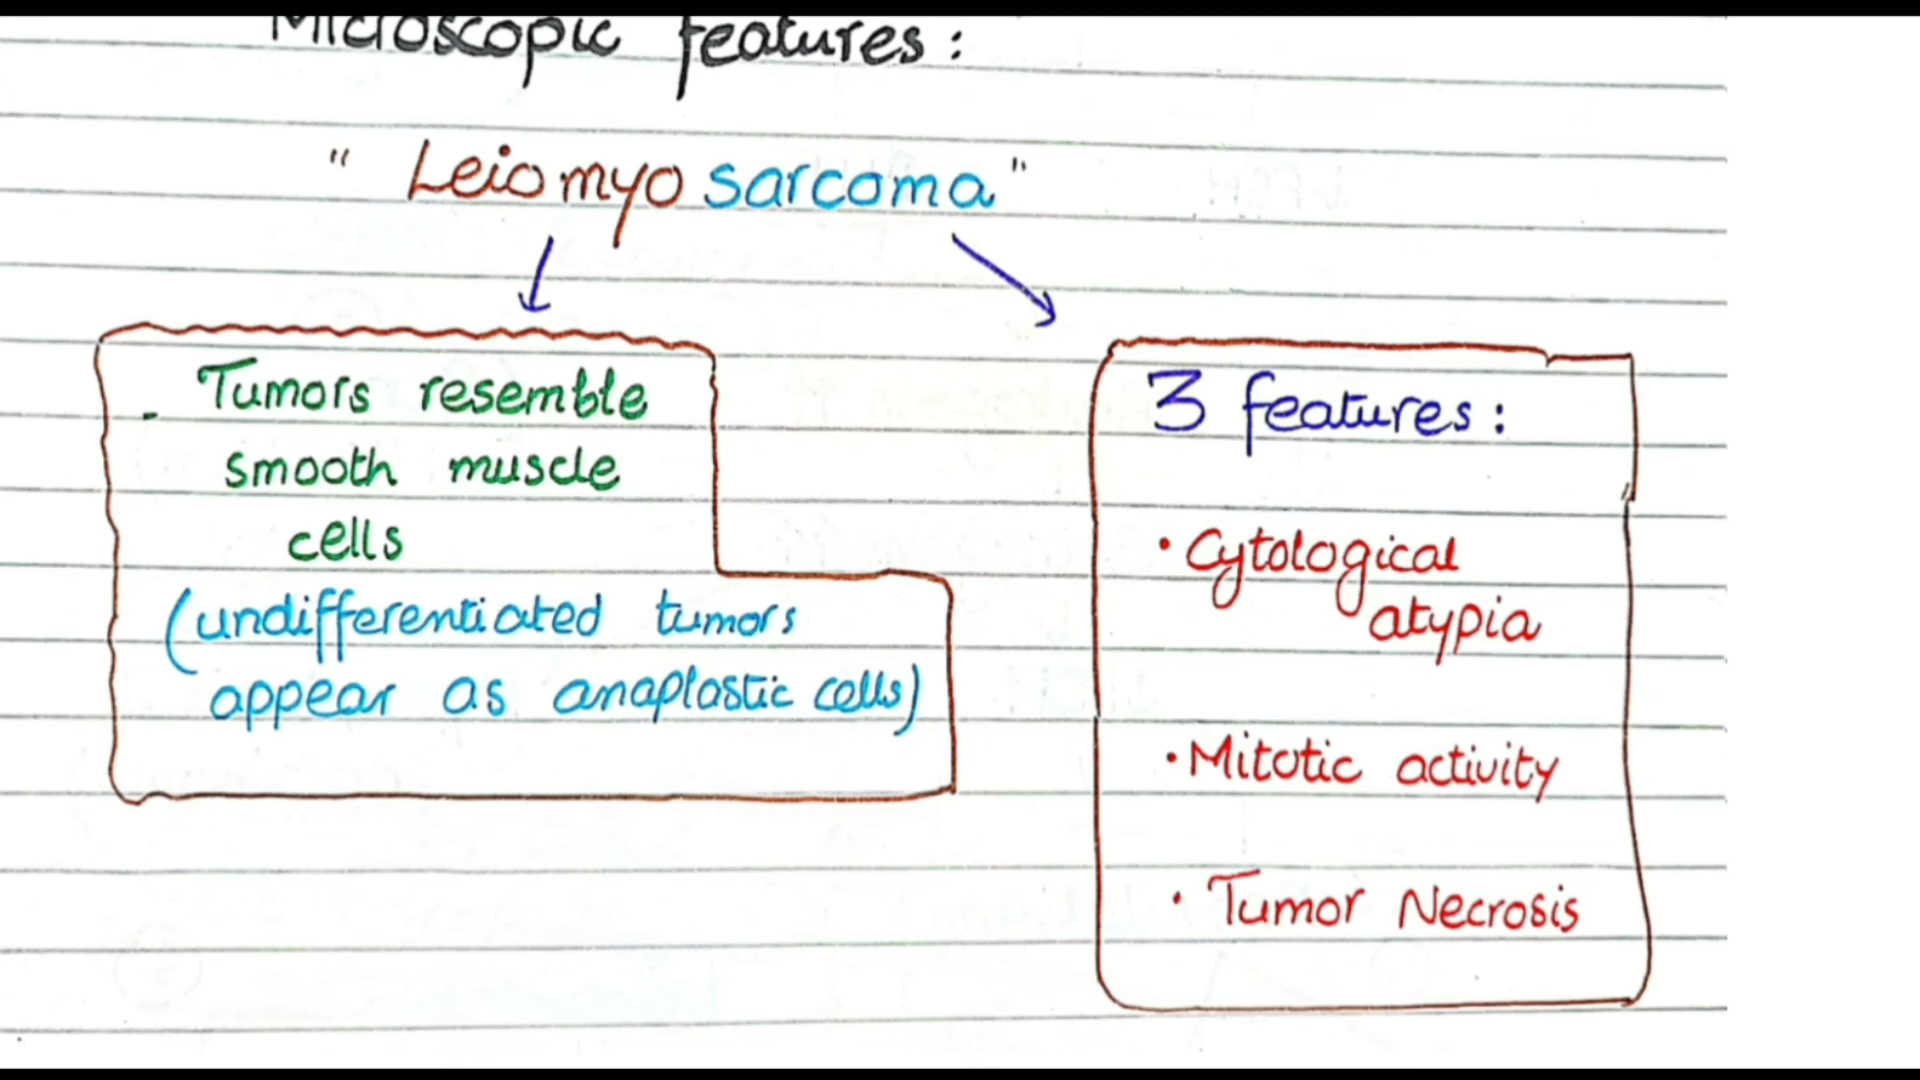 Microscopic features:
" Leiomyosarcoma "
- Tumors resemble
smooth muscle
cells
(undifferentiated tumors
appear as anaplastic cells)
3 features:
• Cytological
atypia
• Mitotic activity
• Tumor Necrosis